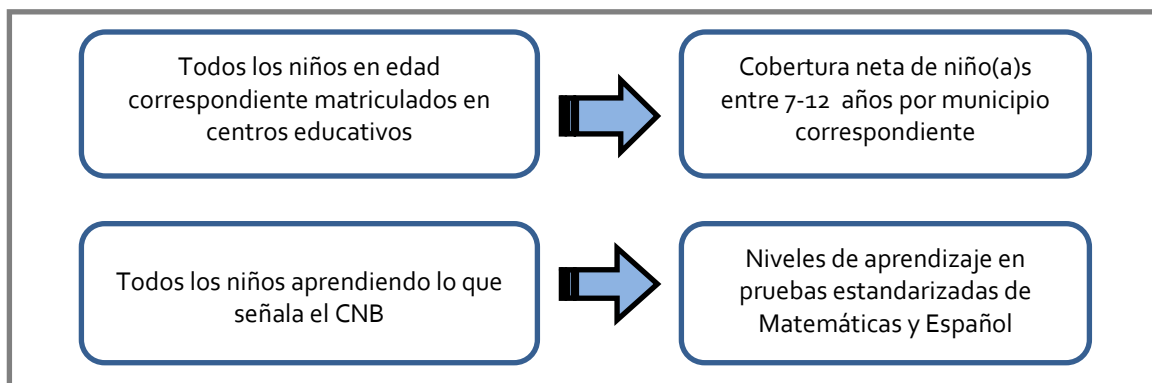 Todos los niños en edad
correspondiente matriculados en
centros educativos
Cobertura neta de niño(a)s
entre 7-12 años por municipio
correspondiente
Todos los niños aprendiendo lo que
señala el CNB
Niveles de aprendizaje en
pruebas estandarizadas de
Matemáticas y Español